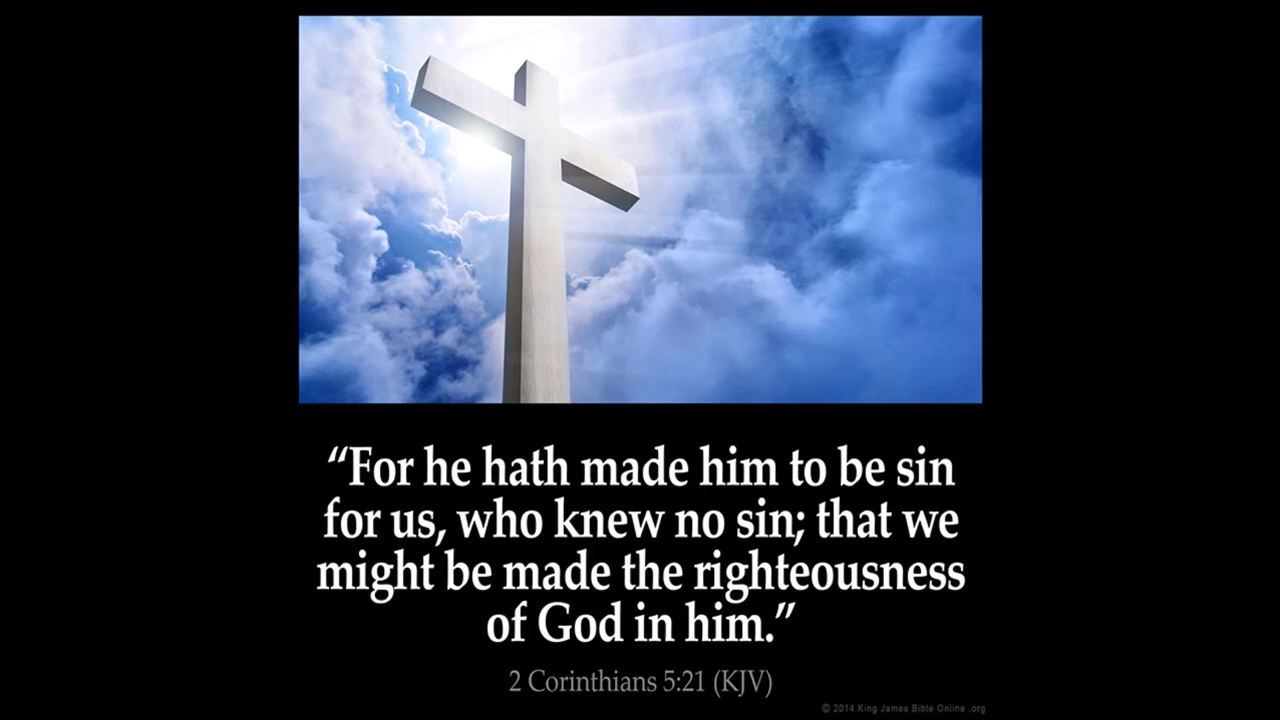 “For he hath made him to be sin
for us, who knew no sin; that we
might be made the righteousness
of God in him.”
2 Corinthians 5:21 (KJV)
© 2014 King James Bible Online .org